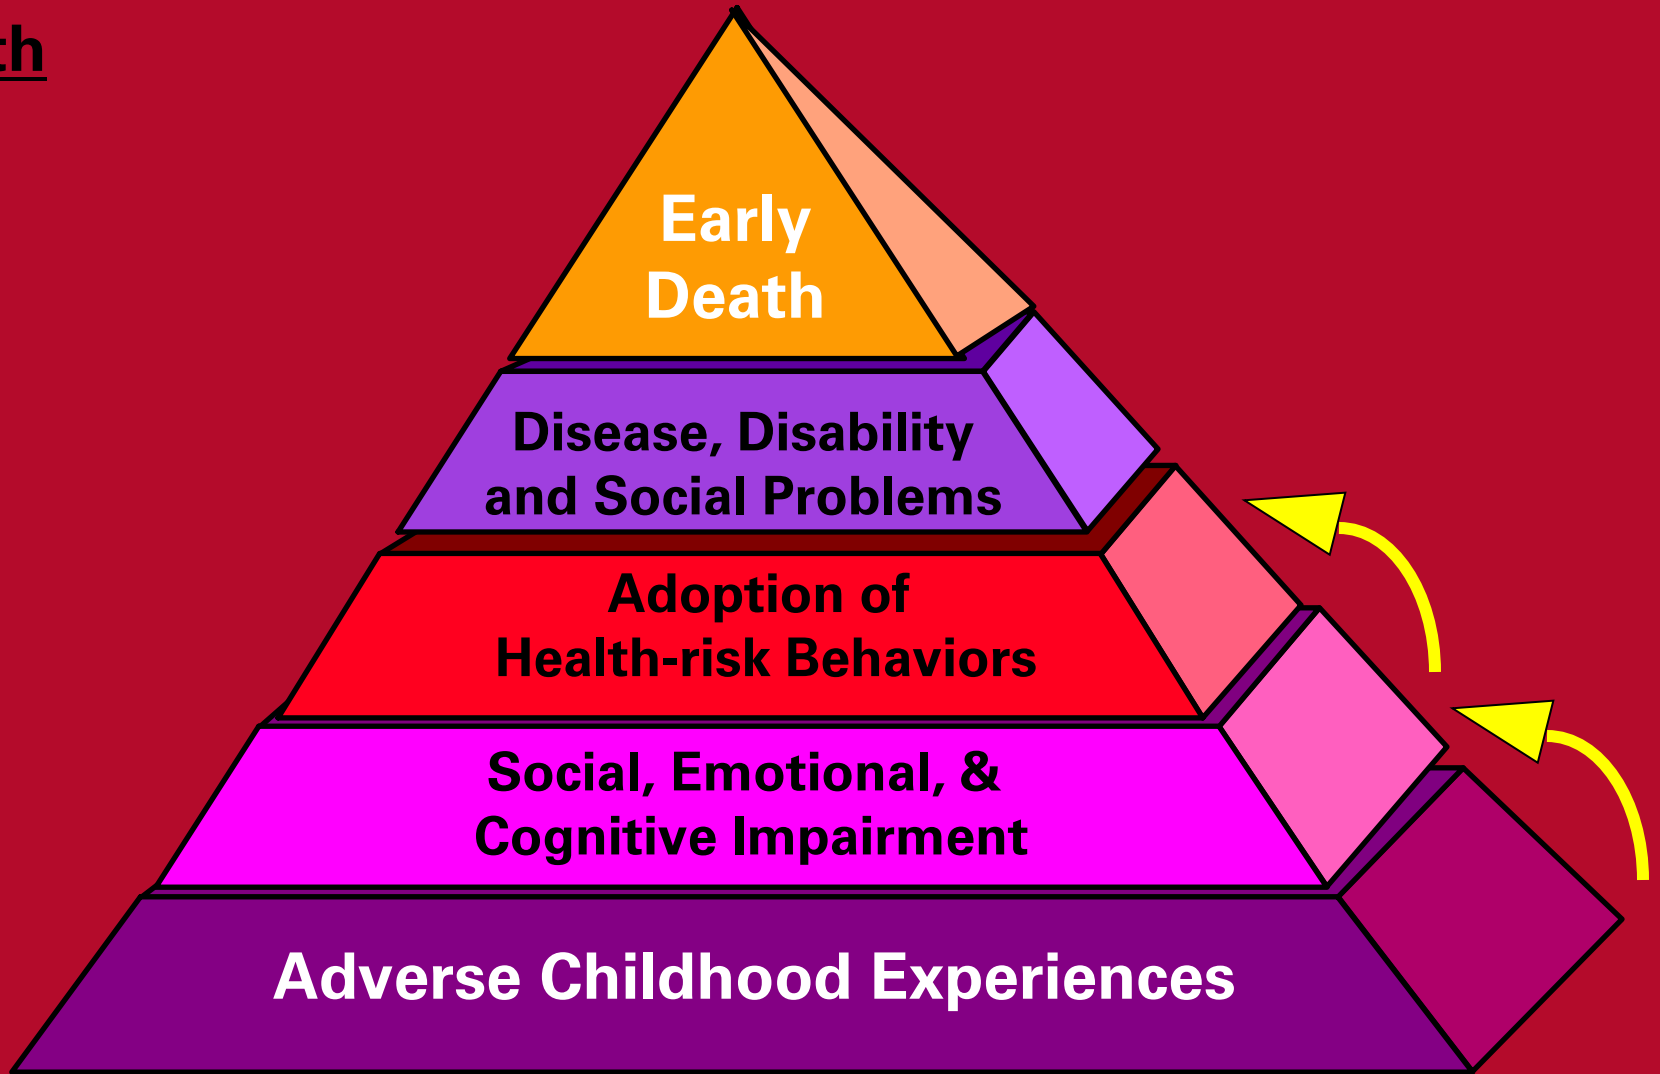 th
Early
Death
Disease, Disability
and Social Problems
Adoption of
Health-risk Behaviors
Social, Emotional, &
Cognitive Impairment
Adverse Childhood Experiences